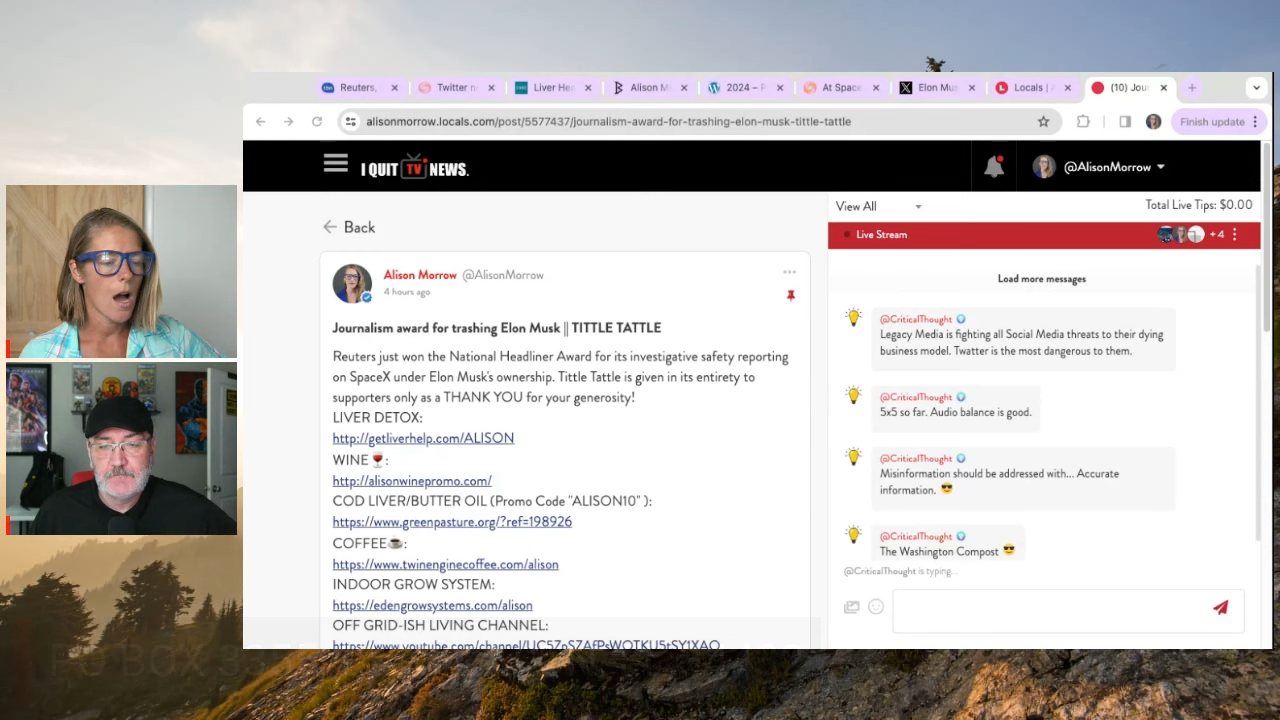 Reuters,
Twitter n
Liver Hea
Alison M
2024 – P
At Space
Elon Mus
Locals | A
(10) Jour
alisonmorrow.locals.com/post/5577437/journalism-award-for-trashing-elon-musk-tittle-tattle
Finish update
I QUIT TV NEWS.
@AlisonMorrow
Back
Alison Morrow @AlisonMorrow
4 hours ago
Journalism award for trashing Elon Musk || TITTLE TATTLE
Reuters just won the National Headliner Award for its investigative safety reporting
on SpaceX under Elon Musk's ownership. Tittle Tattle is given in its entirety to
supporters only as a THANK YOU for your generosity!
LIVER DETOX:
http://getliverhelp.com/ALISON
WINE🍷:
http://alisonwinepromo.com/
COD LIVER/BUTTER OIL (Promo Code "ALISON10" ):
https://www.greenpasture.org/?ref=198926
COFFEE☕:
https://www.twinenginecoffee.com/alison
INDOOR GROW SYSTEM:
https://edengrowsystems.com/alison
OFF GRID-ISH LIVING CHANNEL:
https://www.youtube.com/channel/UC5ZnSZAfPsWOTKU5tSY1XAQ
View All
Total Live Tips: $0.00
Live Stream
+ 4
Load more messages
@CriticalThought
Legacy Media is fighting all Social Media threats to their dying
business model. Twatter is the most dangerous to them.
@CriticalThought
5x5 so far. Audio balance is good.
@CriticalThought
Misinformation should be addressed with... Accurate
information. 😎
@CriticalThought
The Washington Compost 😎
@CriticalThought is typing...